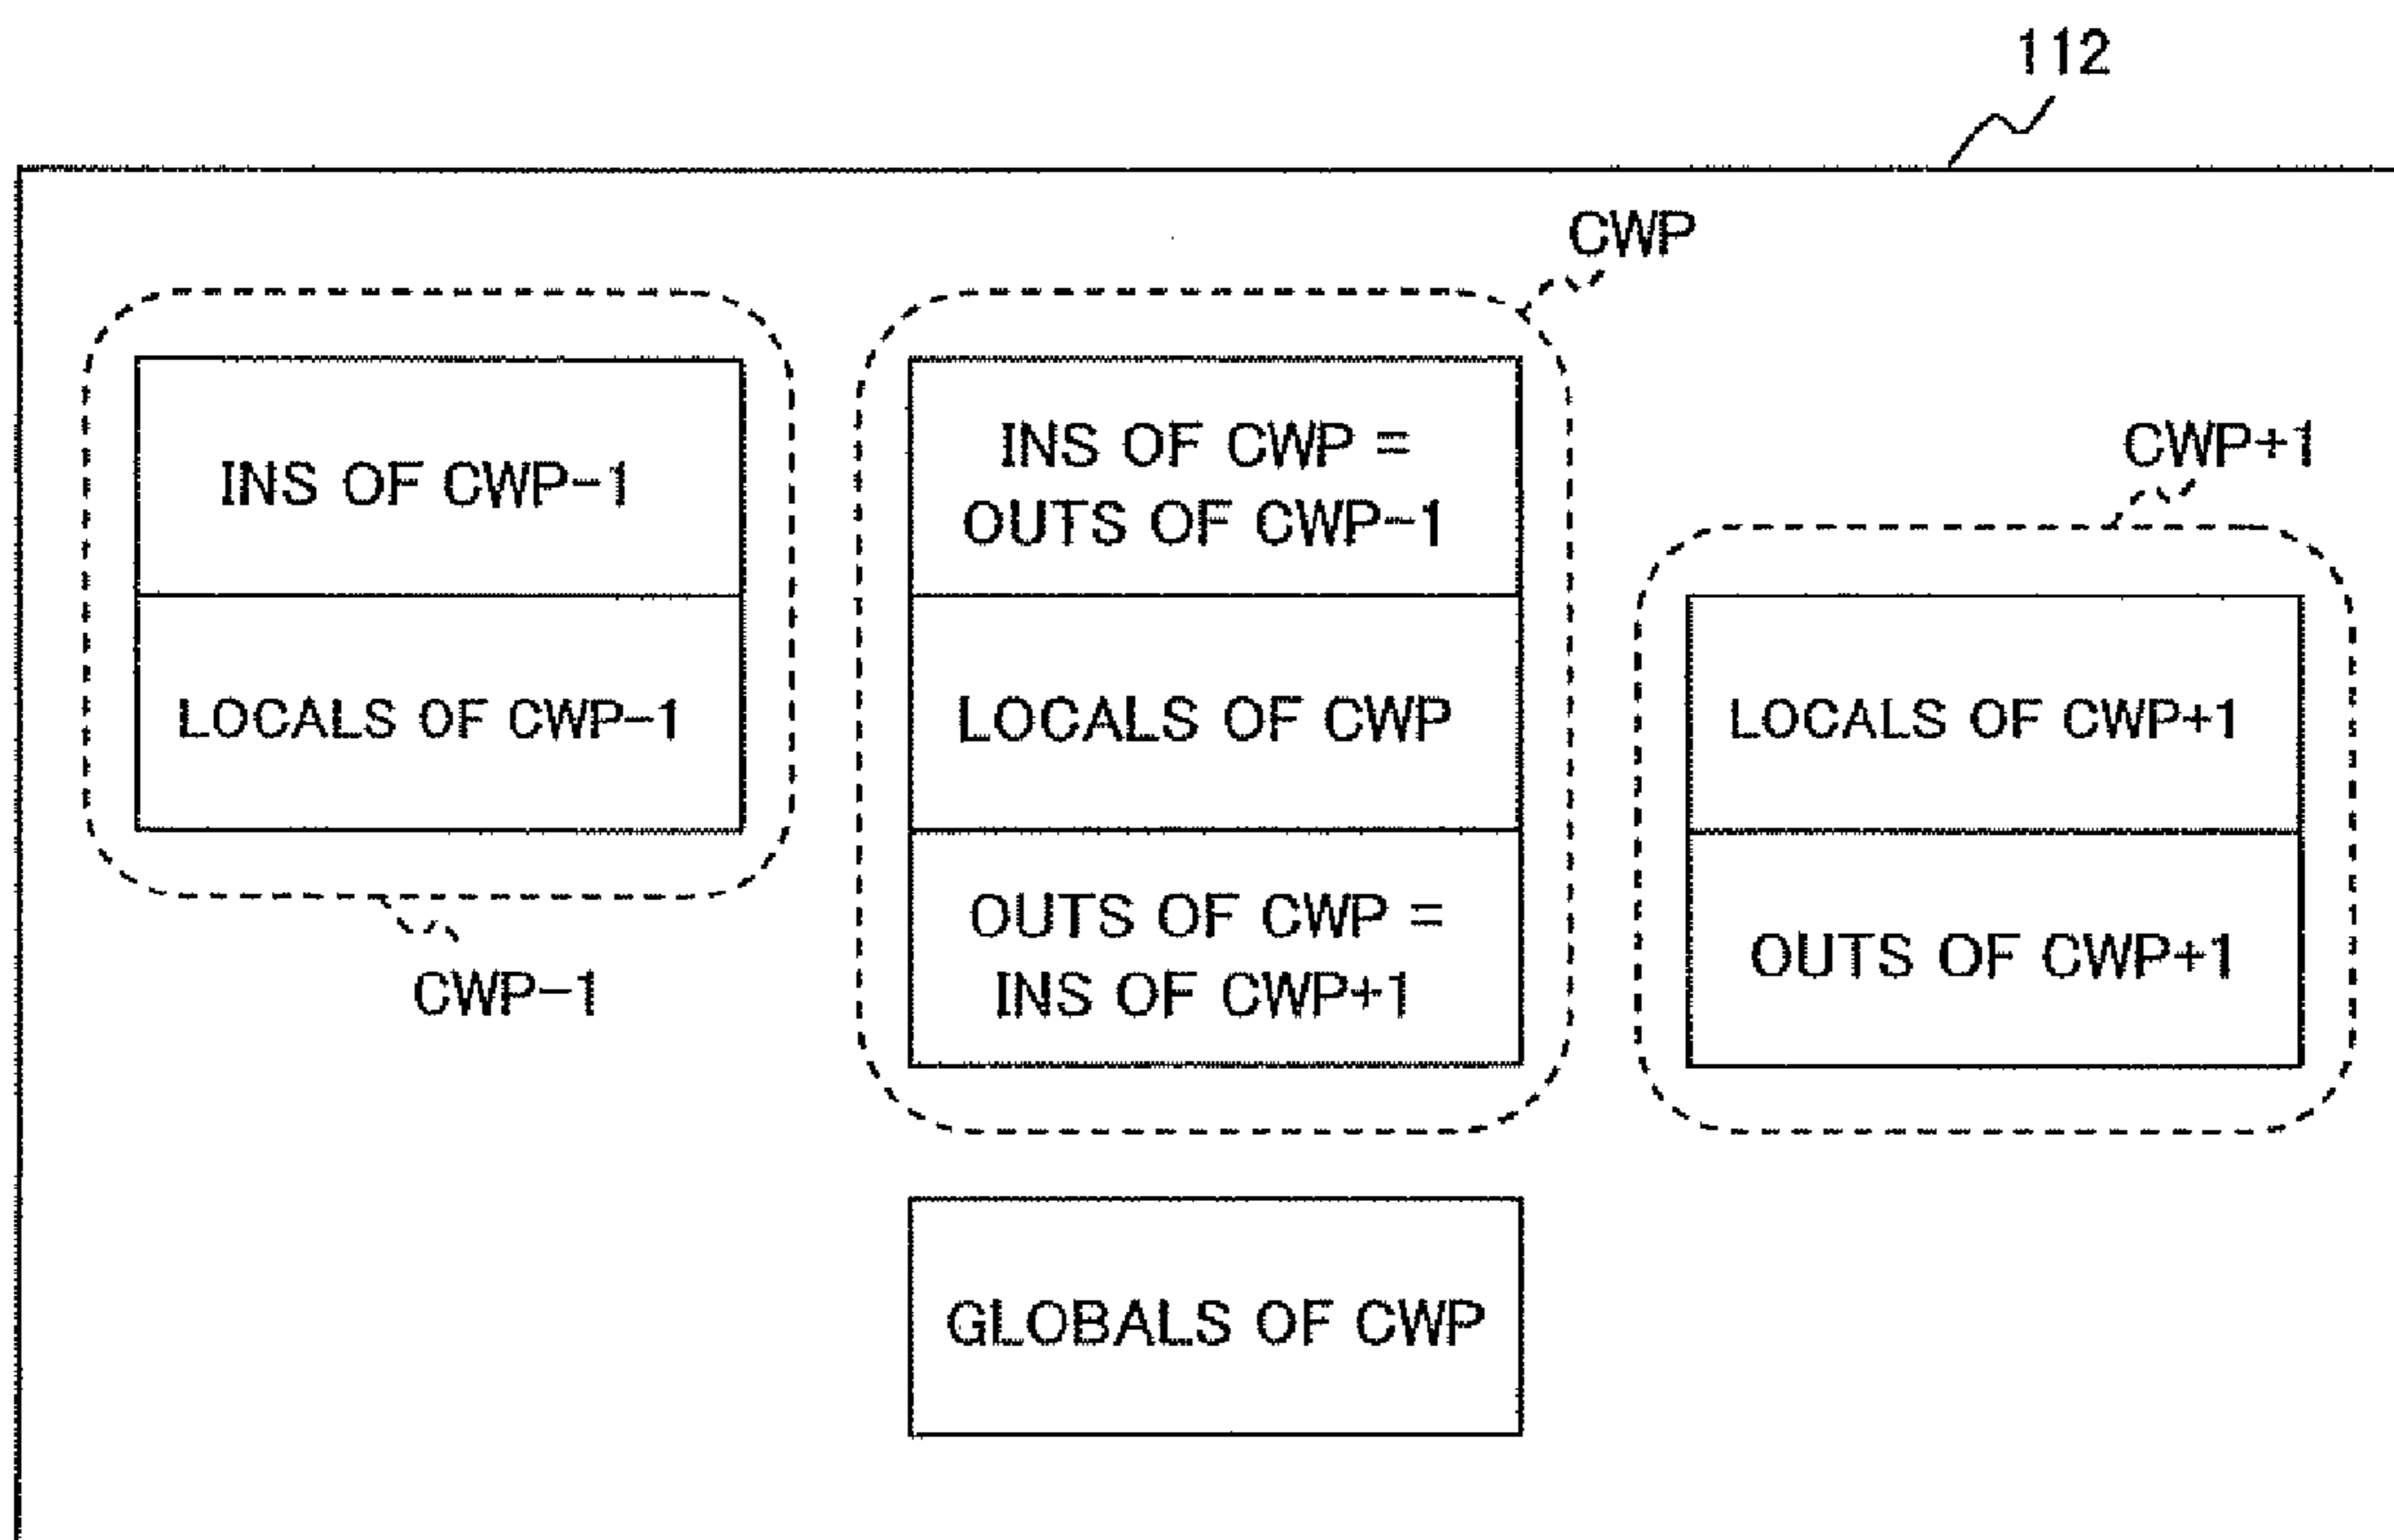 112
CWP
INS OF CWP-1
LOCALS OF CWP-1
CWP-1
INS OF CWP =
OUTS OF CWP-1
LOCALS OF CWP
OUTS OF CWP =
INS OF CWP+1
CWP+1
LOCALS OF CWP+1
OUTS OF CWP+1
GLOBALS OF CWP